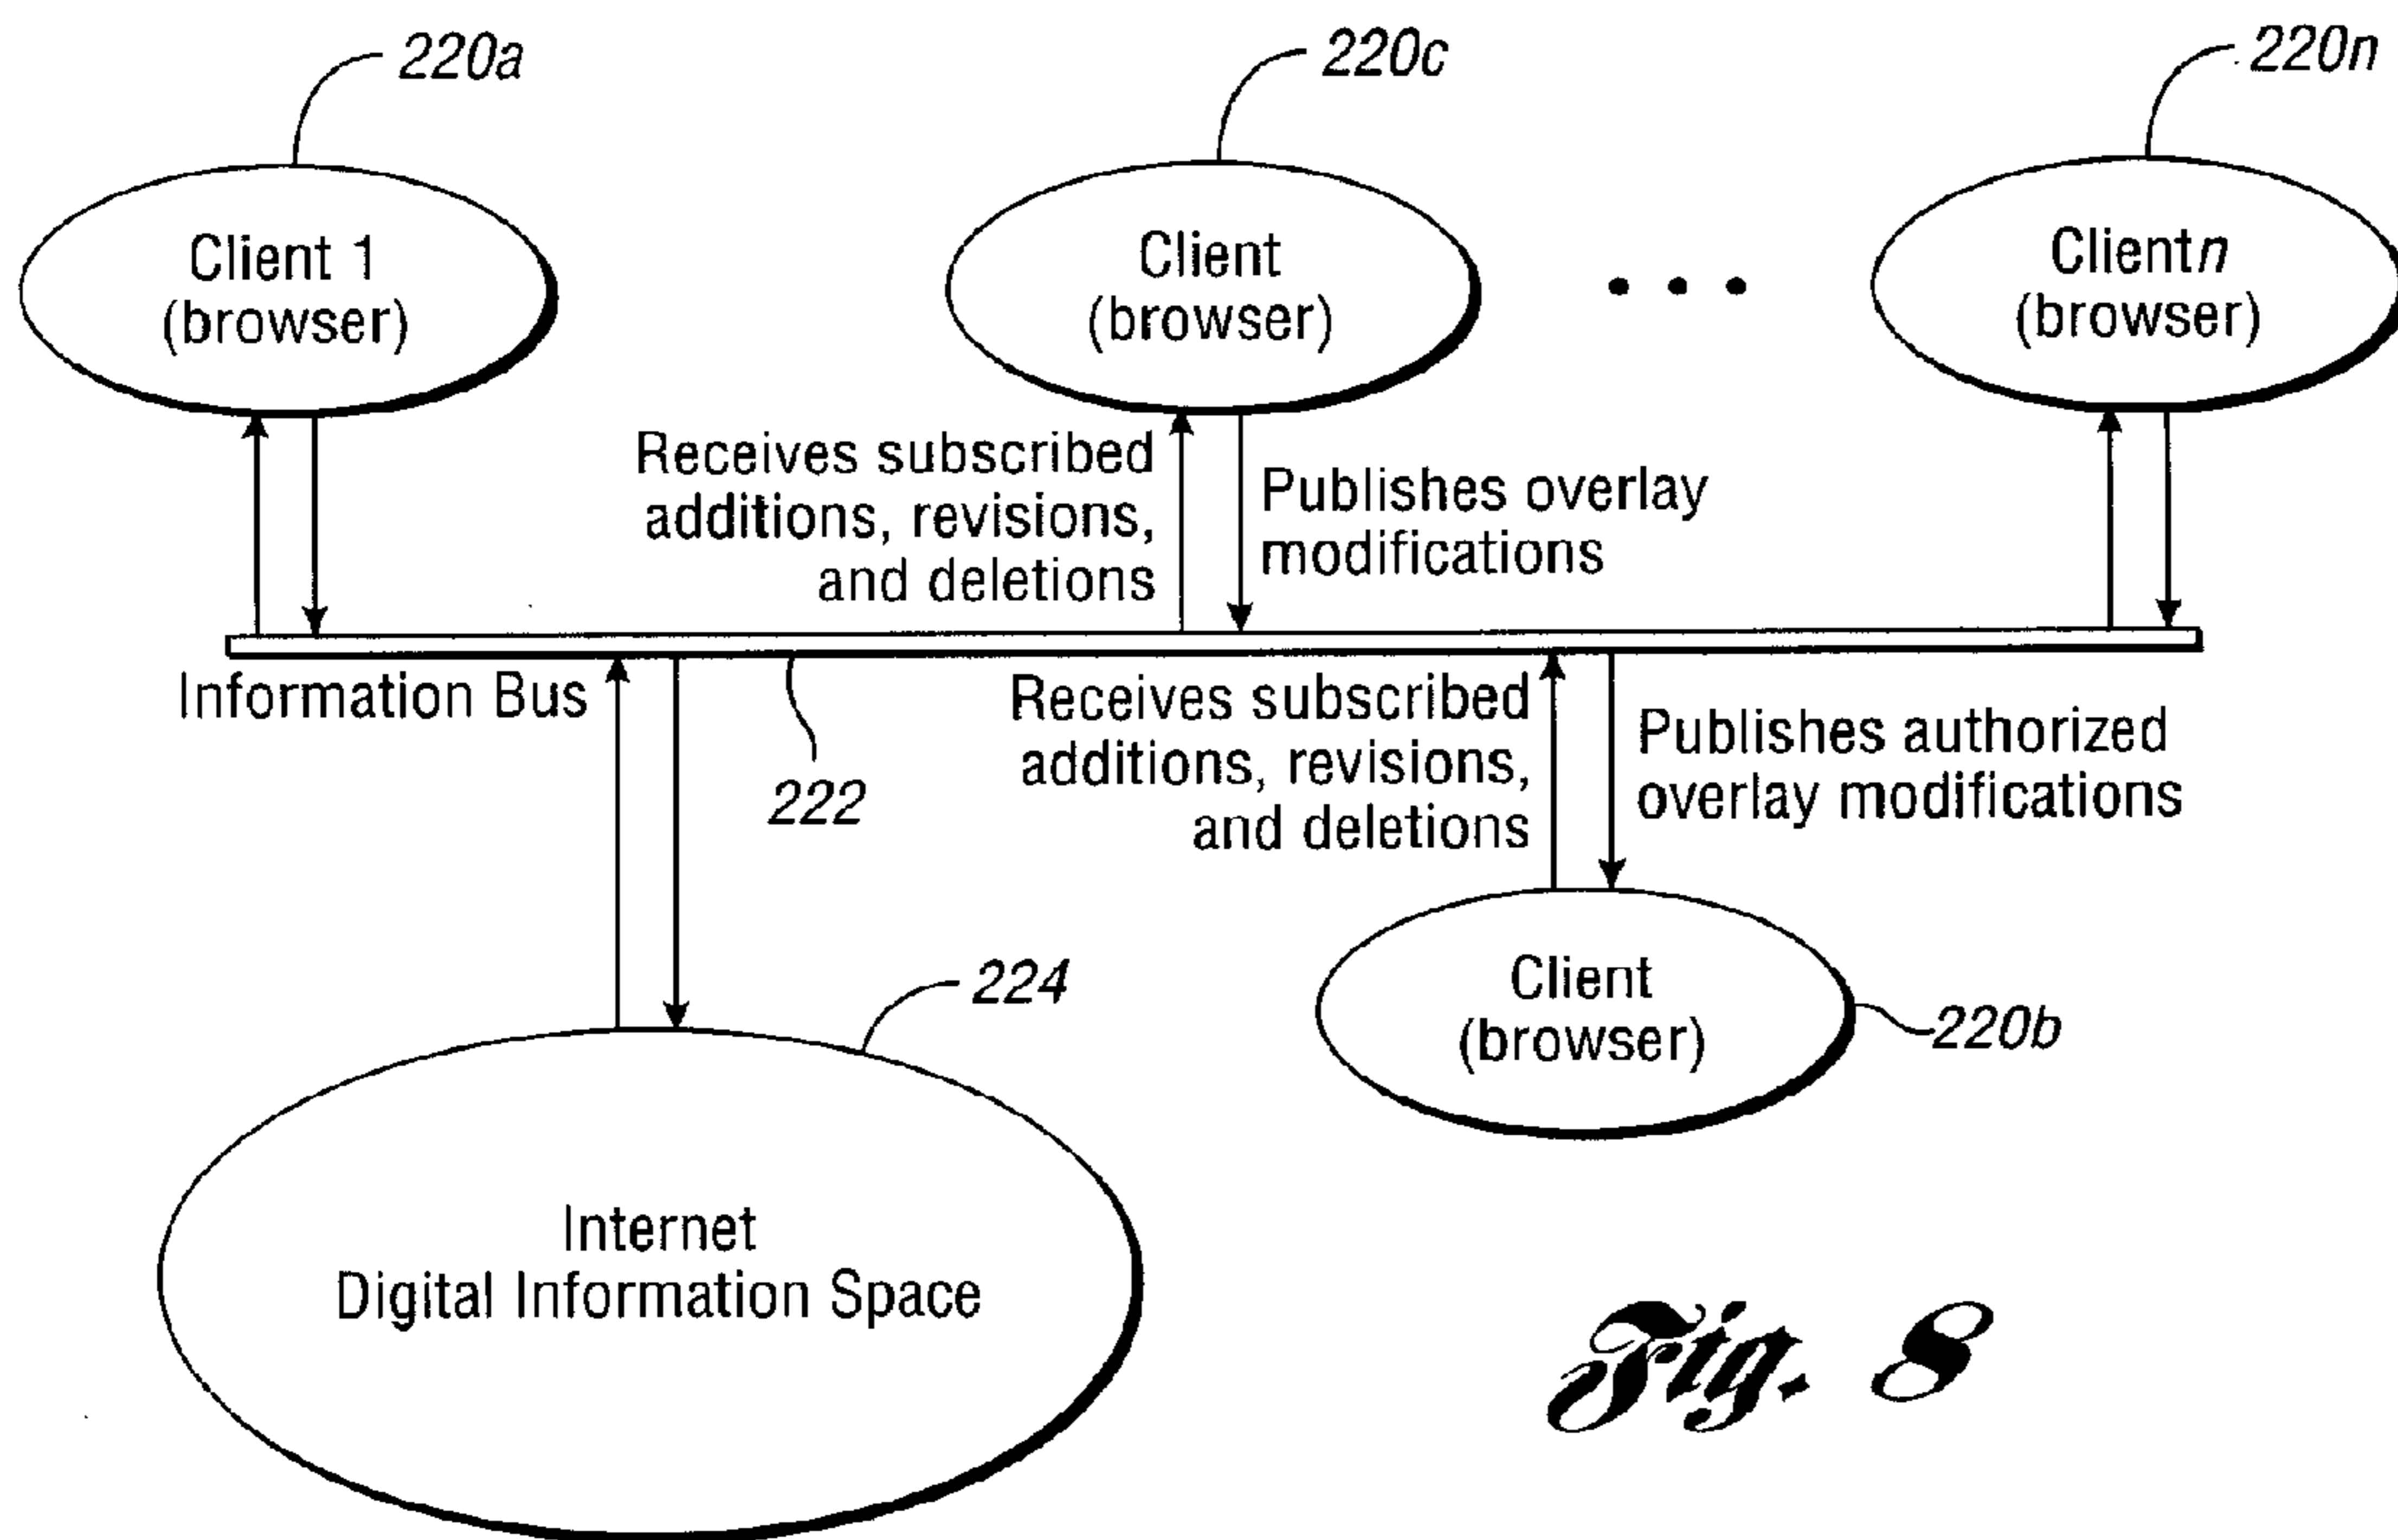 220a
220c
220n
Client 1
(browser)
Client
(browser)
Clientn
(browser)
Receives subscribed
additions, revisions,
and deletions
Publishes overlay
modifications
Information Bus
222
Receives subscribed
additions, revisions,
and deletions
Publishes authorized
overlay modifications
224
Client
(browser)
220b
Internet
Digital Information Space
Fig. 8